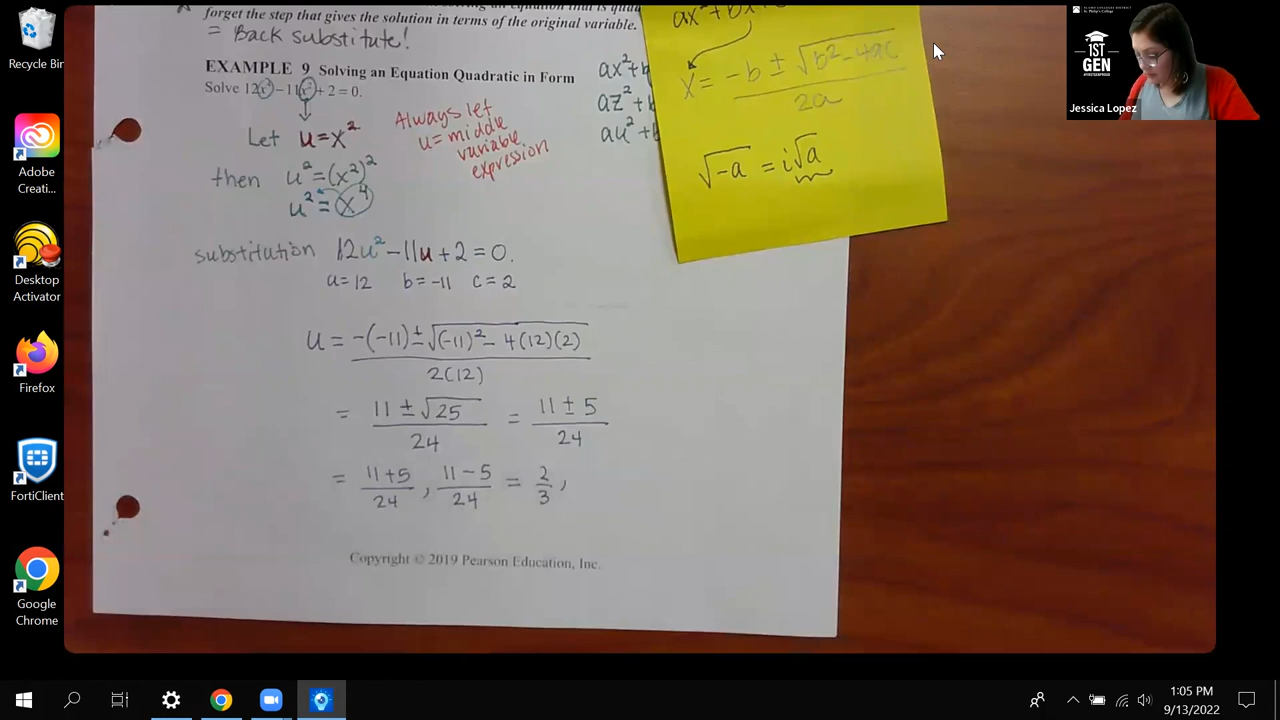 forget the step that gives the solution in terms of the original variable.
= Back substitute!
EXAMPLE 9 Solving an Equation Quadratic in Form
Solve 12x⁴ − 11x² + 2 = 0.
Let u = x²
Always let
u = middle
variable
expression
then u² = (x²)²
u² = x⁴
ax² + b
az² + b
au² +
ax² + bx +
x = (−b ± √(b² − 4ac))/2a
√−a = i√a
substitution 12u² − 11u + 2 = 0.
a = 12 b = −11 c = 2
u = (−(−11) ± √((−11)² − 4(12)(2)))/2(12)
= (11 ± √25)/24 = (11 ± 5)/24
= (11 + 5)/24, (11 − 5)/24 = 2/3,
Copyright © 2019 Pearson Education, Inc.
Recycle Bin
Adobe
Creati...
Desktop
Activator
Firefox
FortiClient
Google
Chrome
1ST
GEN
Jessica Lopez
1:05 PM
9/13/2022